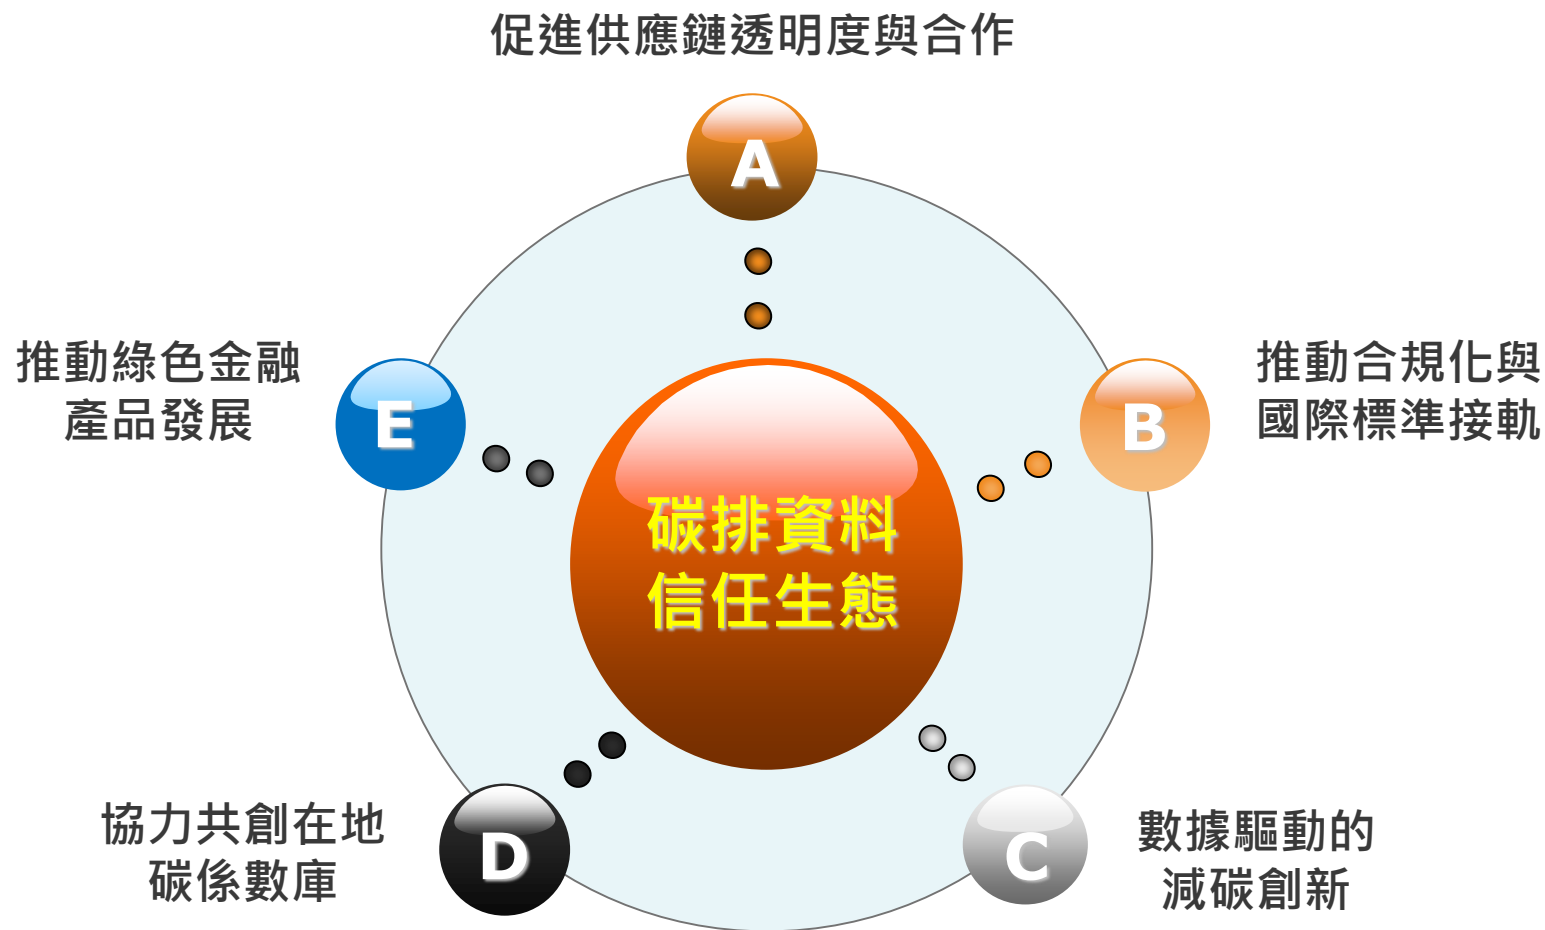 促進供應鏈透明度與合作
A
推動綠色金融
產品發展
E
推動合規化與
國際標準接軌
B
碳排資料
信任生態
協力共創在地
碳係數庫
D
數據驅動的
減碳創新
C